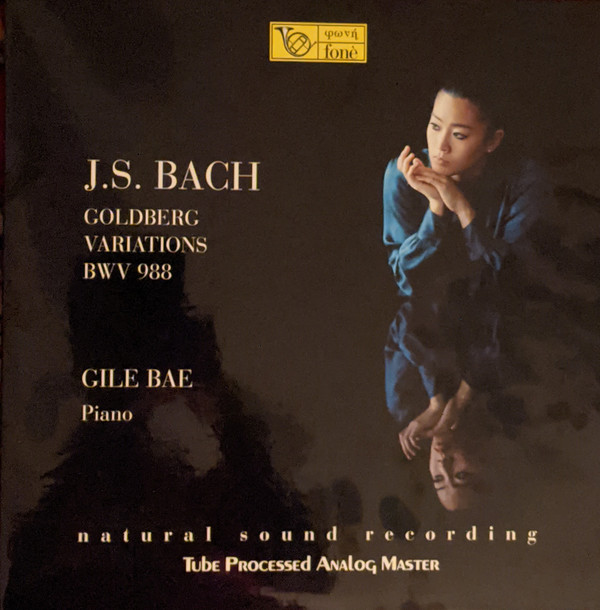 φωνή
fonè
J.S. BACH
GOLDBERG
VARIATIONS
BWV 988
GILE BAE
Piano
natural sound recording
Tube Processed Analog Master